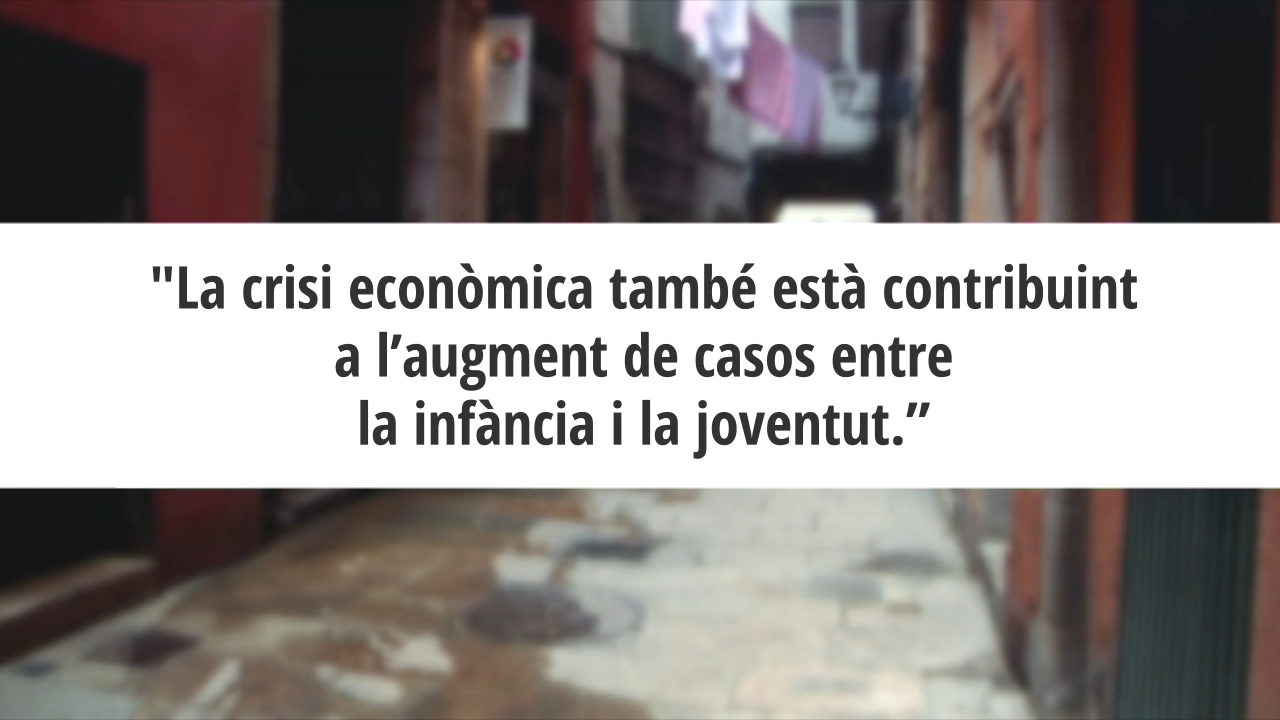 "La crisi econòmica també està contribuint
a l’augment de casos entre
la infància i la joventut.”